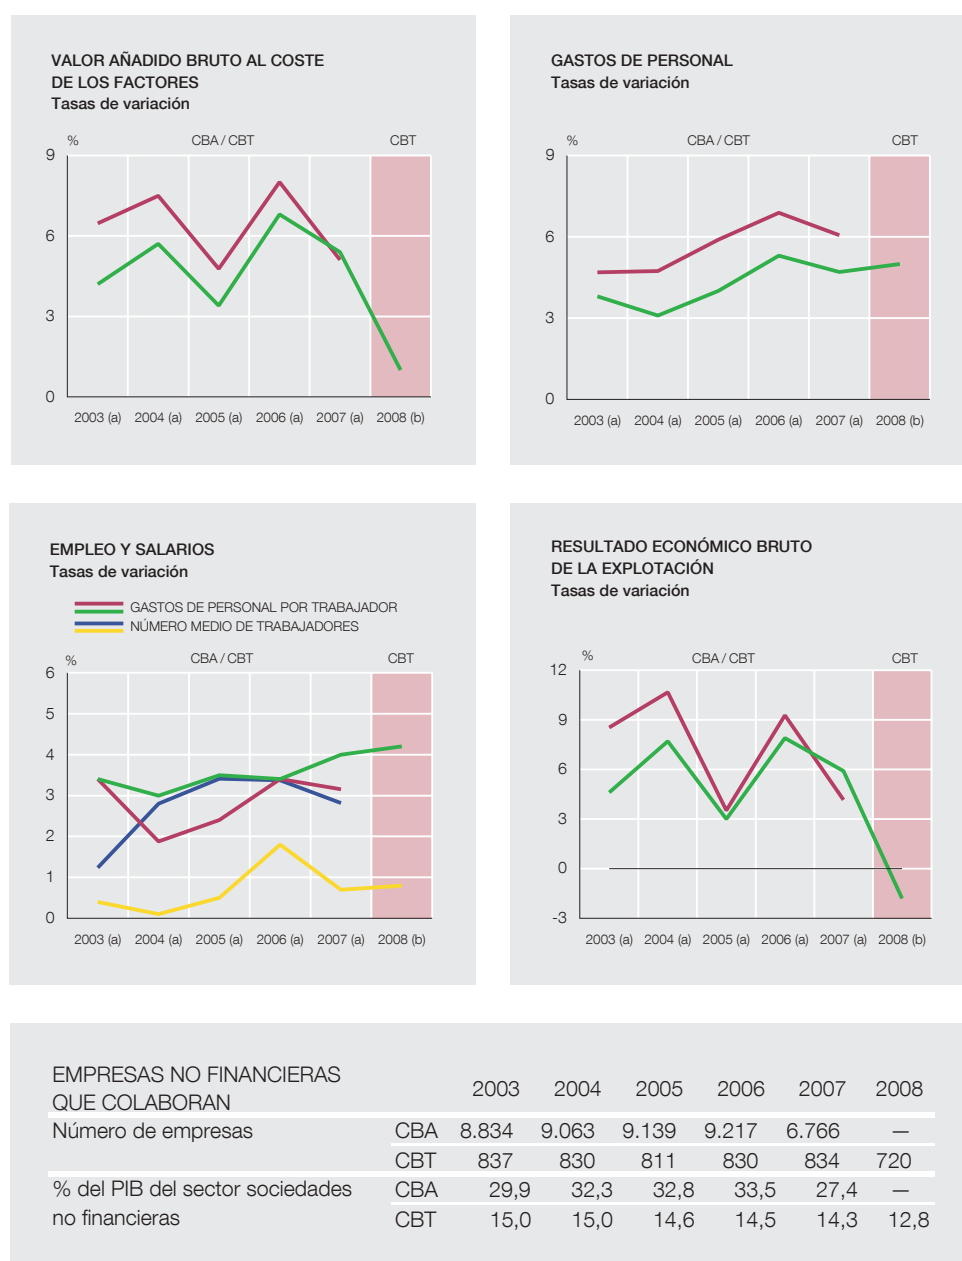 VALOR AÑADIDO BRUTO AL COSTE
DE LOS FACTORES
Tasas de variación
% CBA / CBT CBT
9
6
3
0
2003 (a) 2004 (a) 2005 (a) 2006 (a) 2007 (a) 2008 (b)
GASTOS DE PERSONAL
Tasas de variación
% CBA / CBT CBT
9
6
3
0
2003 (a) 2004 (a) 2005 (a) 2006 (a) 2007 (a) 2008 (b)
EMPLEO Y SALARIOS
Tasas de variación
GASTOS DE PERSONAL POR TRABAJADOR
NÚMERO MEDIO DE TRABAJADORES
% CBA / CBT CBT
6
5
4
3
2
1
0
2003 (a) 2004 (a) 2005 (a) 2006 (a) 2007 (a) 2008 (b)
RESULTADO ECONÓMICO BRUTO
DE LA EXPLOTACIÓN
Tasas de variación
% CBA / CBT CBT
12
9
6
3
0
-3
2003 (a) 2004 (a) 2005 (a) 2006 (a) 2007 (a) 2008 (b)
EMPRESAS NO FINANCIERAS
QUE COLABORAN
2003 2004 2005 2006 2007 2008
Número de empresas CBA 8.834 9.063 9.139 9.217 6.766 —
CBT 837 830 811 830 834 720
% del PIB del sector sociedades CBA 29,9 32,3 32,8 33,5 27,4 —
no financieras CBT 15,0 15,0 14,6 14,5 14,3 12,8